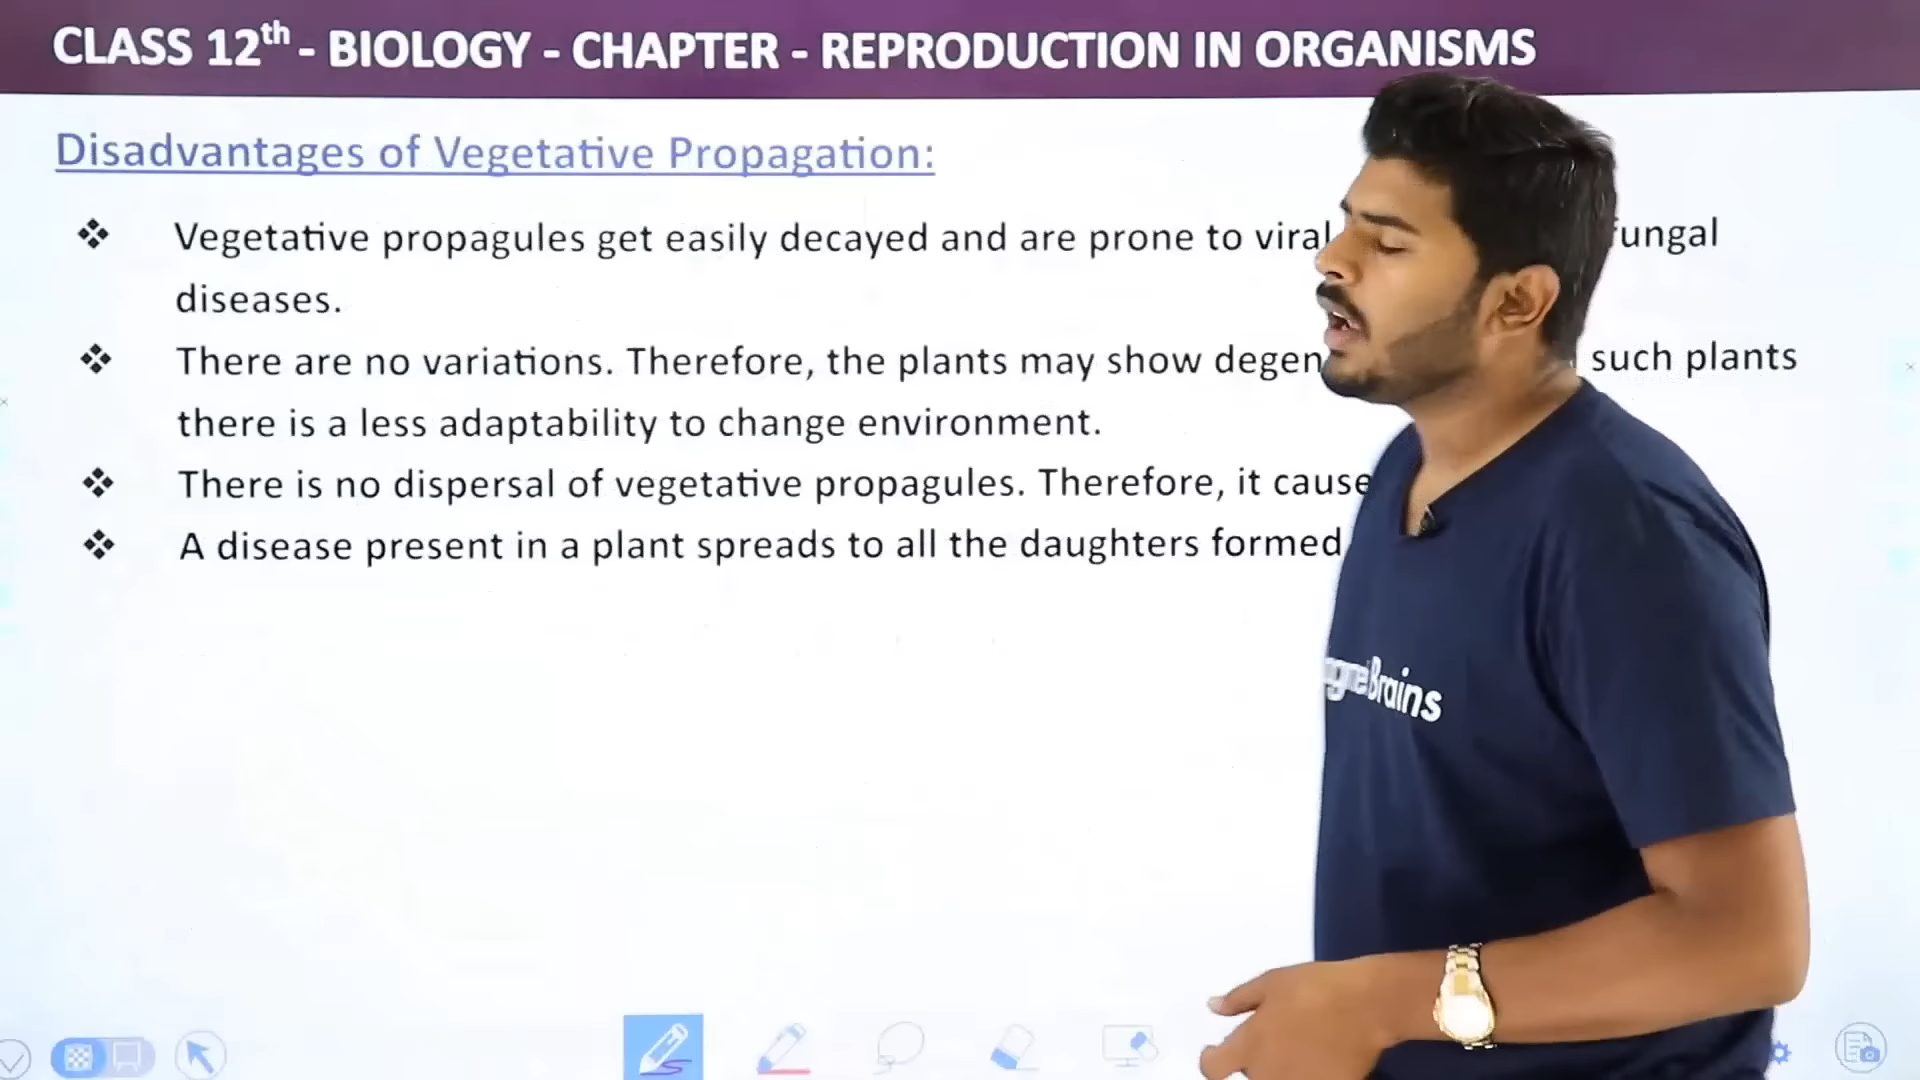 CLASS 12th - BIOLOGY - CHAPTER - REPRODUCTION IN ORGANISMS
Disadvantages of Vegetative Propagation:
❖ Vegetative propagules get easily decayed and are prone to viral
diseases.
❖ There are no variations. Therefore, the plants may show such plants
there is a less adaptability to change environment.
❖ There is no dispersal of vegetative propagules. Therefore, it
❖ A disease present in a plant spreads to all the daughters formed
Brains